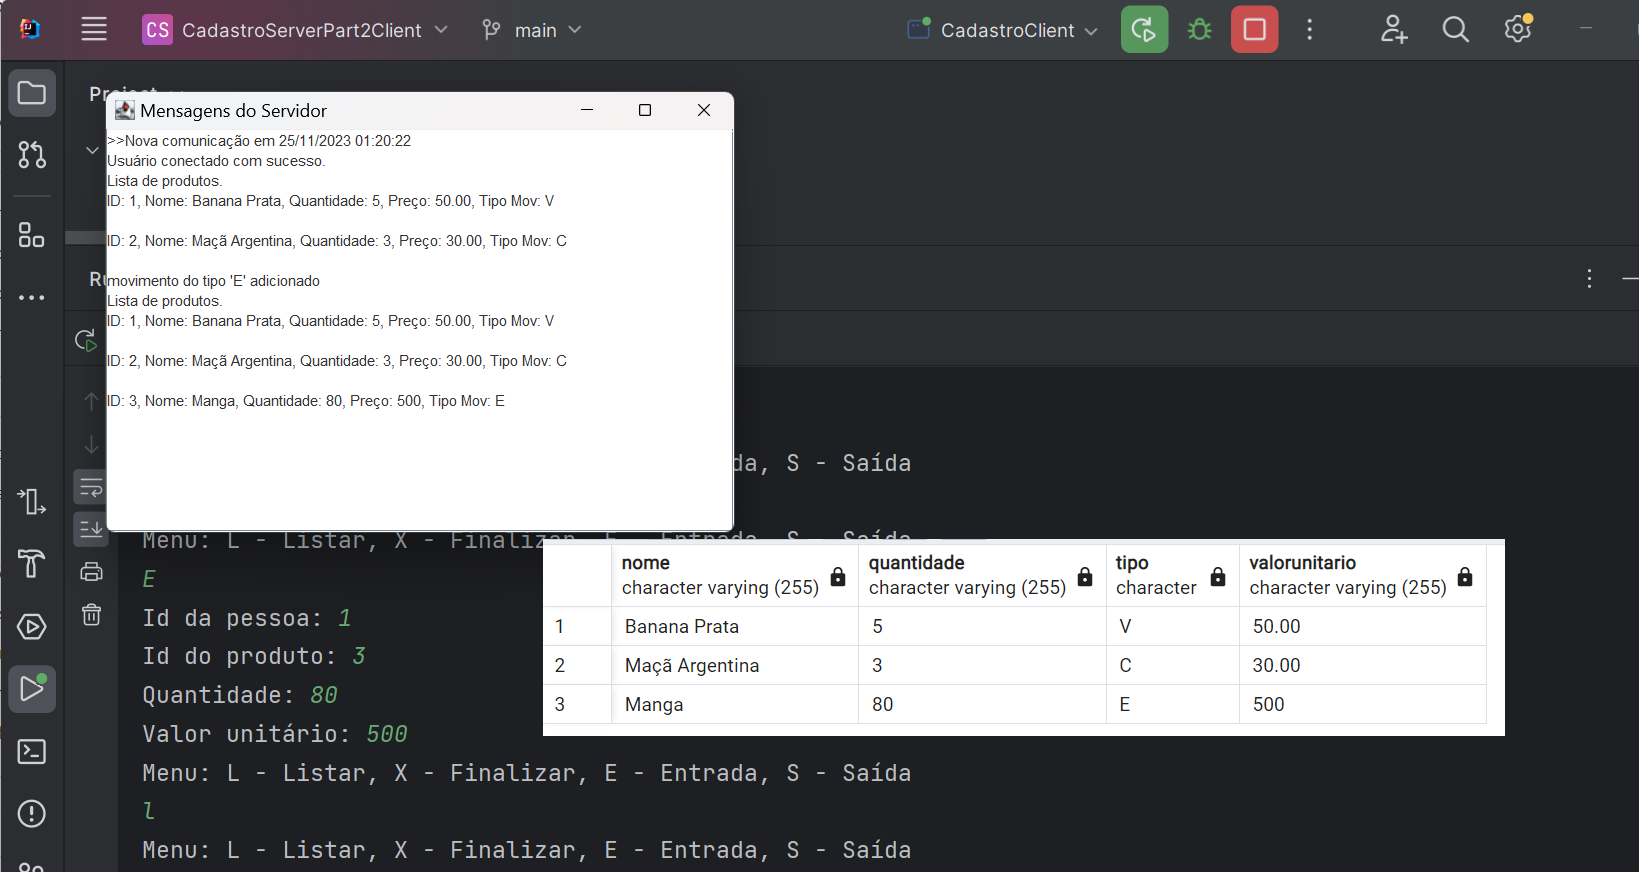 CS CadastroServerPart2Client main CadastroClient
Mensagens do Servidor
>>Nova comunicação em 25/11/2023 01:20:22
Usuário conectado com sucesso.
Lista de produtos.
ID: 1, Nome: Banana Prata, Quantidade: 5, Preço: 50.00, Tipo Mov: V
ID: 2, Nome: Maçã Argentina, Quantidade: 3, Preço: 30.00, Tipo Mov: C
movimento do tipo 'E' adicionado
Lista de produtos.
ID: 1, Nome: Banana Prata, Quantidade: 5, Preço: 50.00, Tipo Mov: V
ID: 2, Nome: Maçã Argentina, Quantidade: 3, Preço: 30.00, Tipo Mov: C
ID: 3, Nome: Manga, Quantidade: 80, Preço: 500, Tipo Mov: E
S - Saída
Menu: L - Listar, X - Finalizar, E - Entrada, S - Saída
E
Id da pessoa: 1
Id do produto: 3
Quantidade: 80
Valor unitário: 500
Menu: L - Listar, X - Finalizar, E - Entrada, S - Saída
l
Menu: L - Listar, X - Finalizar, E - Entrada, S - Saída
nome quantidade tipo valorunitario
character varying (255) character varying (255) character character varying (255)
1 Banana Prata 5 V 50.00
2 Maçã Argentina 3 C 30.00
3 Manga 80 E 500